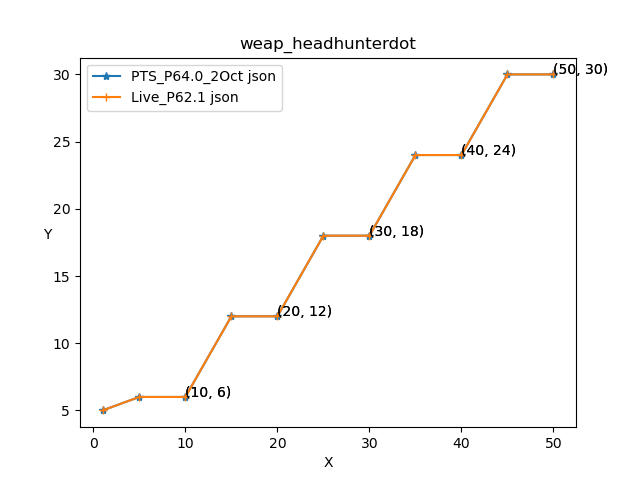 weap_headhunterdot
PTS_P64.0_2Oct json
Live_P62.1 json
30
25
20
15
10
5
Y
(50, 30)
(40, 24)
(30, 18)
(20, 12)
(10, 6)
0 10 20 30 40 50
X